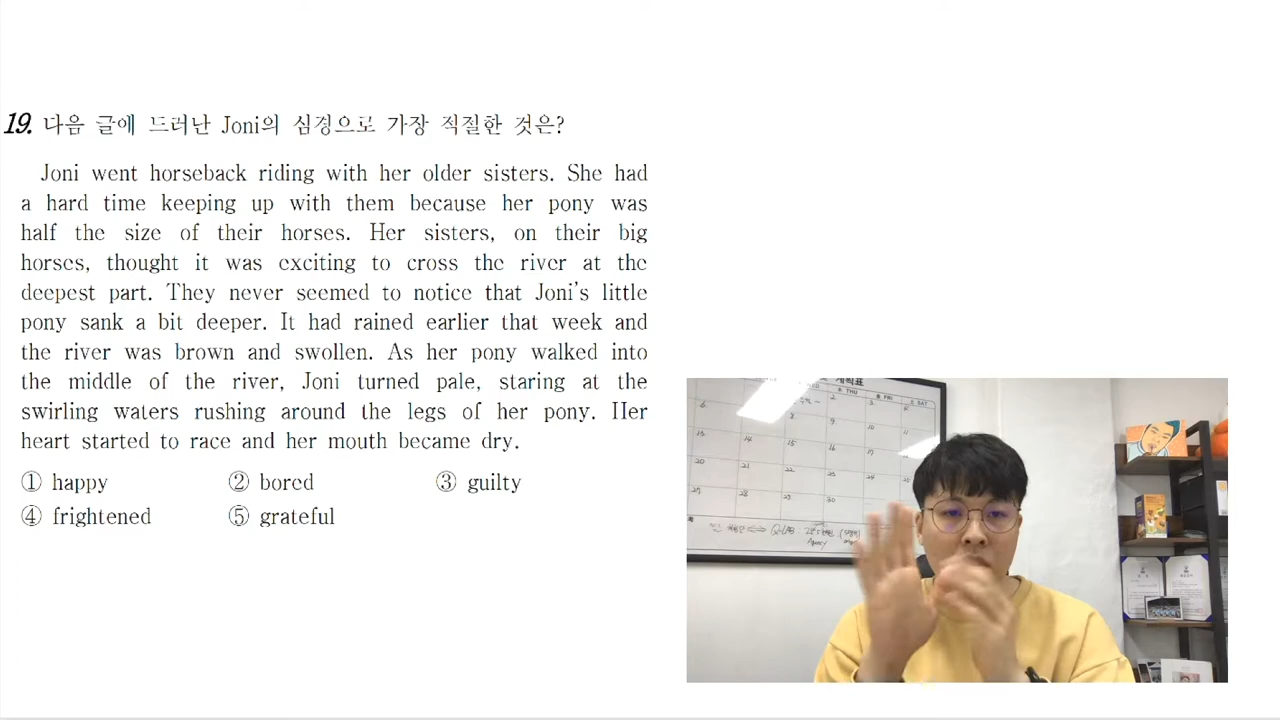 19. 다음 글에 드러난 Joni의 심경으로 가장 적절한 것은?
Joni went horseback riding with her older sisters. She had
a hard time keeping up with them because her pony was
half the size of their horses. Her sisters, on their big
horses, thought it was exciting to cross the river at the
deepest part. They never seemed to notice that Joni's little
pony sank a bit deeper. It had rained earlier that week and
the river was brown and swollen. As her pony walked into
the middle of the river, Joni turned pale, staring at the
swirling waters rushing around the legs of her pony. Her
heart started to race and her mouth became dry.
① happy ② bored ③ guilty
④ frightened ⑤ grateful
계획표
THU FRI SAT